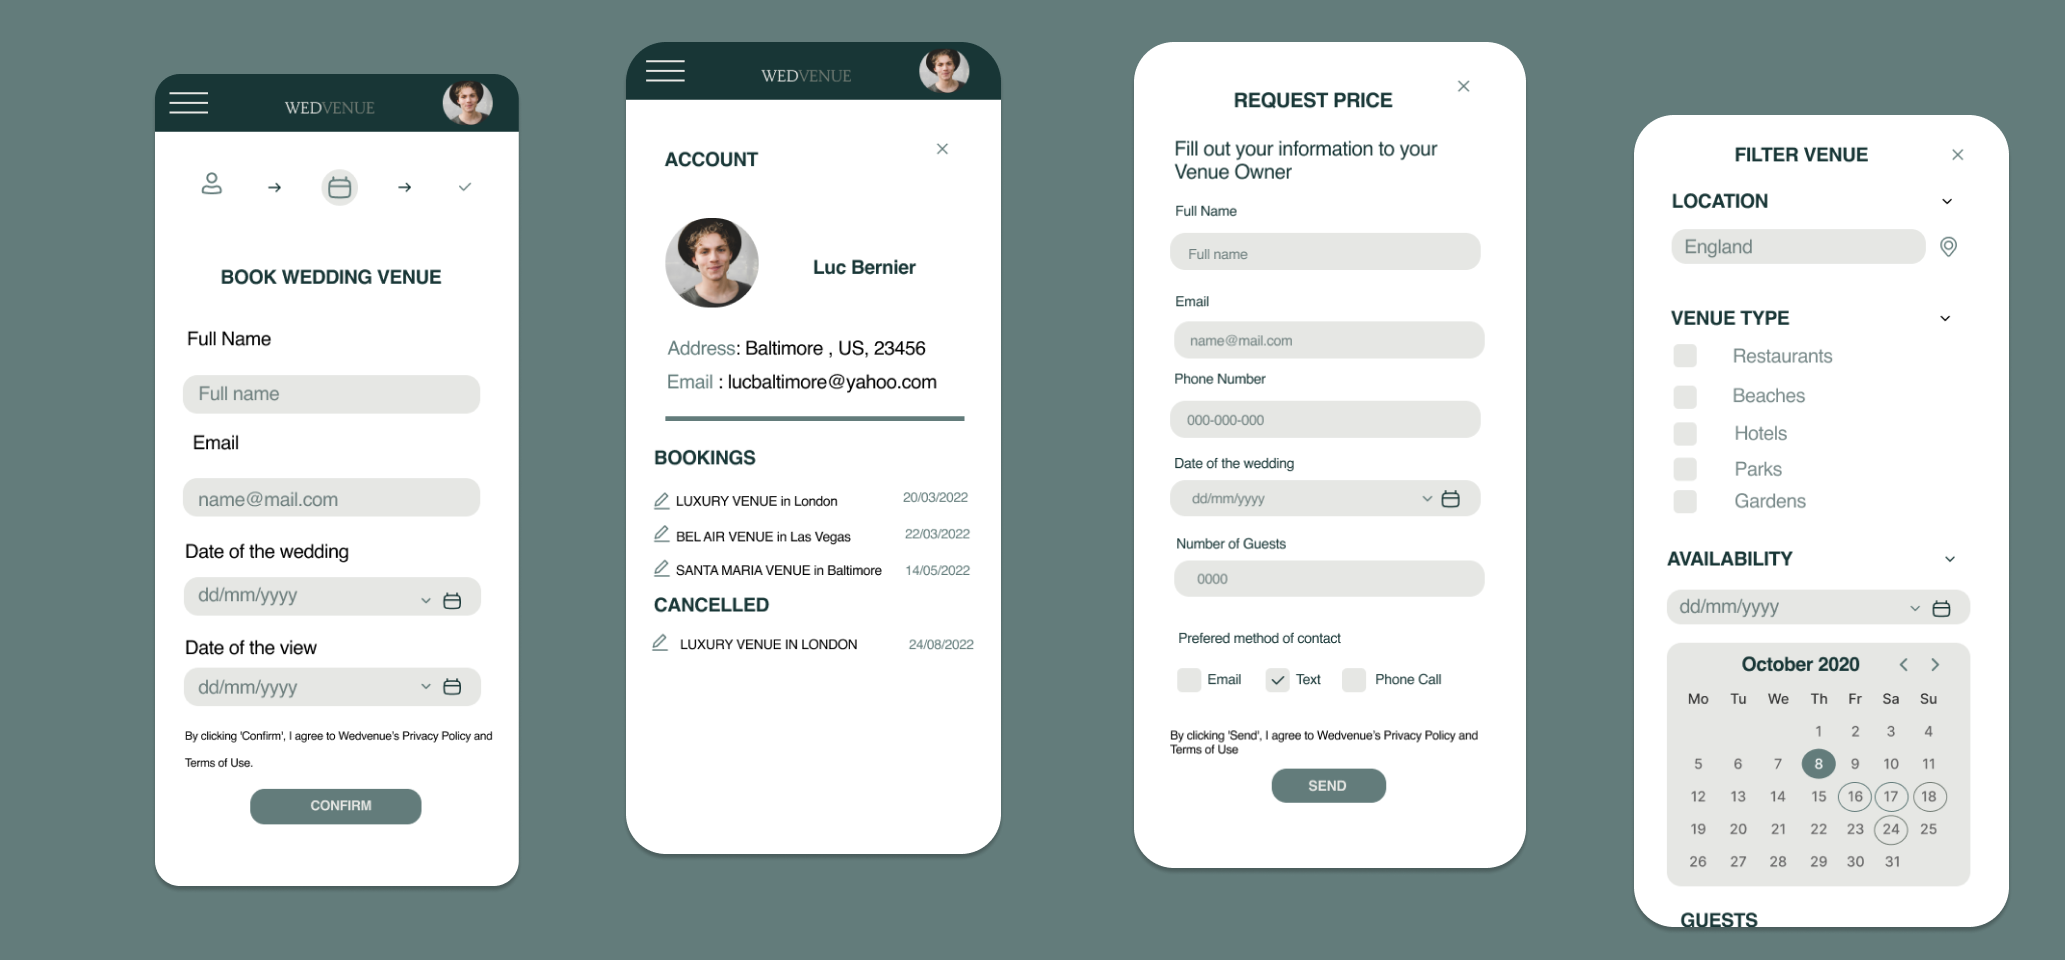 WEDVENUE
BOOK WEDDING VENUE
Full Name
Full name
Email
name@mail.com
Date of the wedding
dd/mm/yyyy
Date of the view
dd/mm/yyyy
By clicking 'Confirm', I agree to Wedvenue's Privacy Policy and
Terms of Use.
CONFIRM
WEDVENUE
ACCOUNT
Luc Bernier
Address: Baltimore , US, 23456
Email : lucbaltimore@yahoo.com
BOOKINGS
LUXURY VENUE in London 20/03/2022
BEL AIR VENUE in Las Vegas 22/03/2022
SANTA MARIA VENUE in Baltimore 14/05/2022
CANCELLED
LUXURY VENUE IN LONDON 24/08/2022
REQUEST PRICE
Fill out your information to your
Venue Owner
Full Name
Full name
Email
name@mail.com
Phone Number
000-000-000
Date of the wedding
dd/mm/yyyy
Number of Guests
0000
Prefered method of contact
Email Text Phone Call
By clicking 'Send', I agree to Wedvenue's Privacy Policy and
Terms of Use
SEND
FILTER VENUE
LOCATION
England
VENUE TYPE
Restaurants
Beaches
Hotels
Parks
Gardens
AVAILABILITY
dd/mm/yyyy
October 2020
Mo Tu We Th Fr Sa Su
1 2 3 4
5 6 7 8 9 10 11
12 13 14 15 16 17 18
19 20 21 22 23 24 25
26 27 28 29 30 31
GUESTS